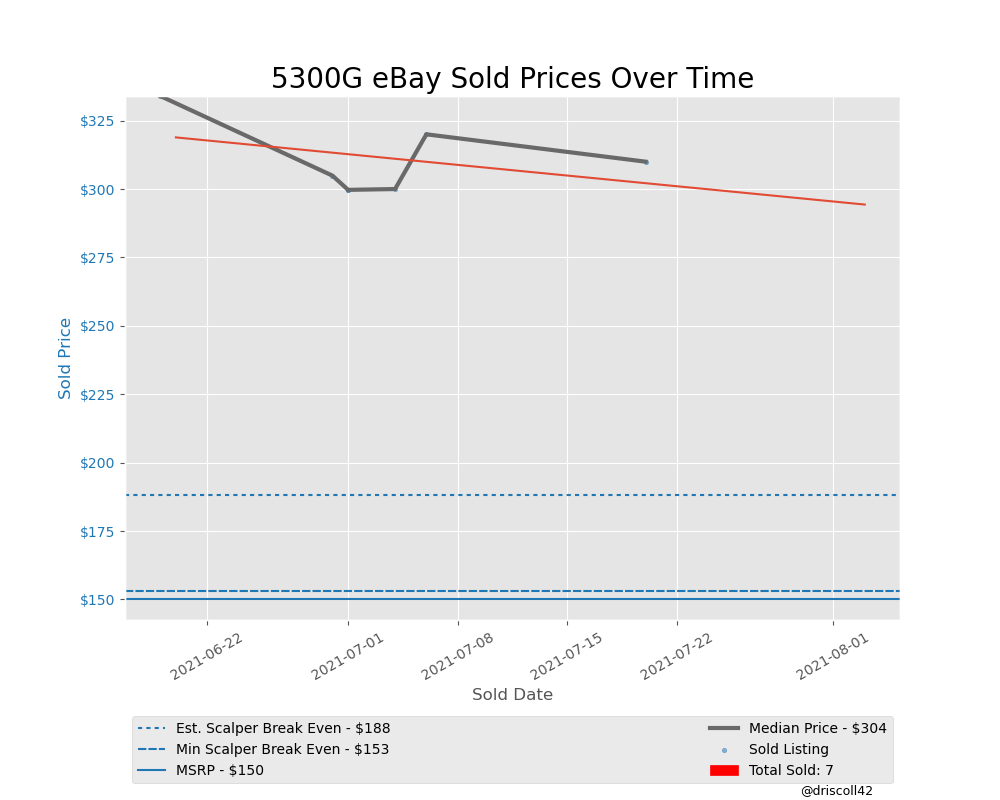 5300G eBay Sold Prices Over Time
$325
$300
$275
$250
$225
$200
$175
$150
Sold Price
2021-06-22
2021-07-01
2021-07-08
2021-07-15
2021-07-22
2021-08-01
Sold Date
Est. Scalper Break Even - $188
Min Scalper Break Even - $153
MSRP - $150
Median Price - $304
Sold Listing
Total Sold: 7
@driscoll42